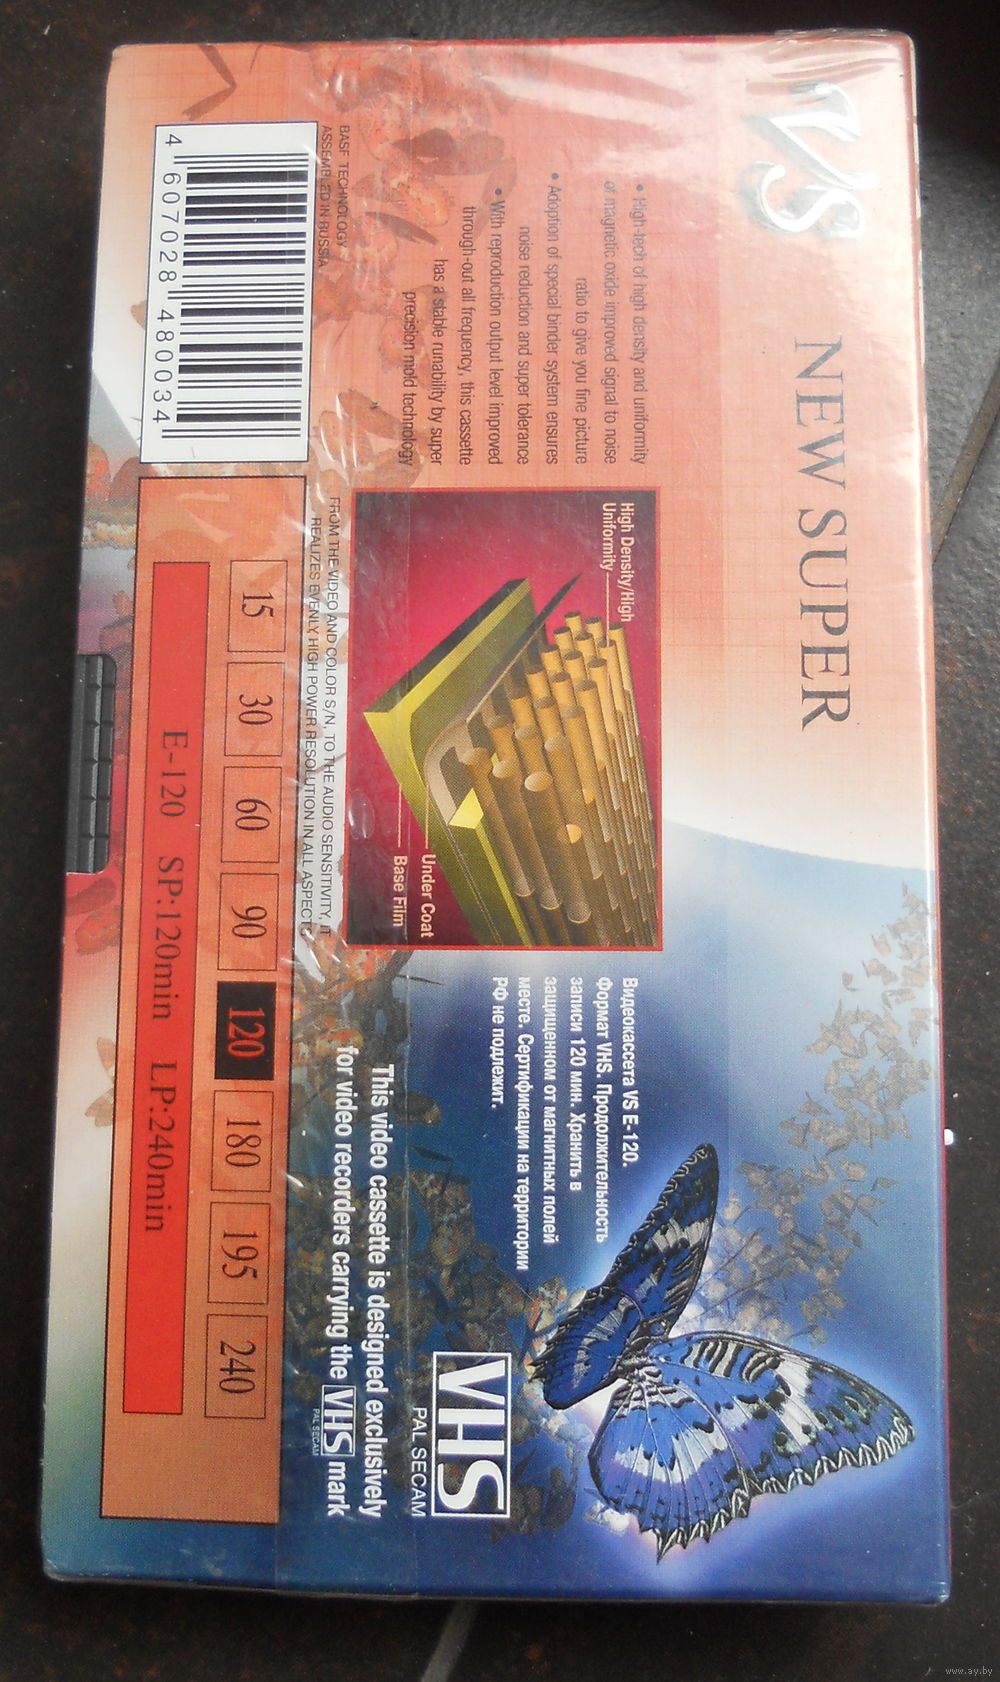 VS
NEW SUPER
• High-tech of high density and uniformity
of magnetic oxide improved signal to noise
ratio to give you fine picture
• Adoption of special binder system ensures
noise reduction and super tolerance
• With reproduction output level improved
through-out all frequency, this cassette
has a stable runability by super
precision mold technology
BASF TECHNOLOGY
ASSEMBLED IN RUSSIA
4 607028 480034
High Density/High
Uniformity
Under Coat
Base Film
FROM THE VIDEO AND COLOR S/N, TO THE AUDIO SENSITIVITY, IT
REALIZES EVENLY HIGH POWER RESOLUTION IN ALL ASPECTS
Видеокассета VS E-120.
Формат VHS. Продолжительность
записи 120 мин. Хранить в
защищенном от магнитных полей
месте. Сертификации на территории
РФ не подлежит.
VHS
PAL SECAM
This video cassette is designed exclusively
for video recorders carrying the VHS mark
PAL SECAM
15 30 60 90 120 180 195 240
E-120 SP:120min LP:240min
www.ay.by